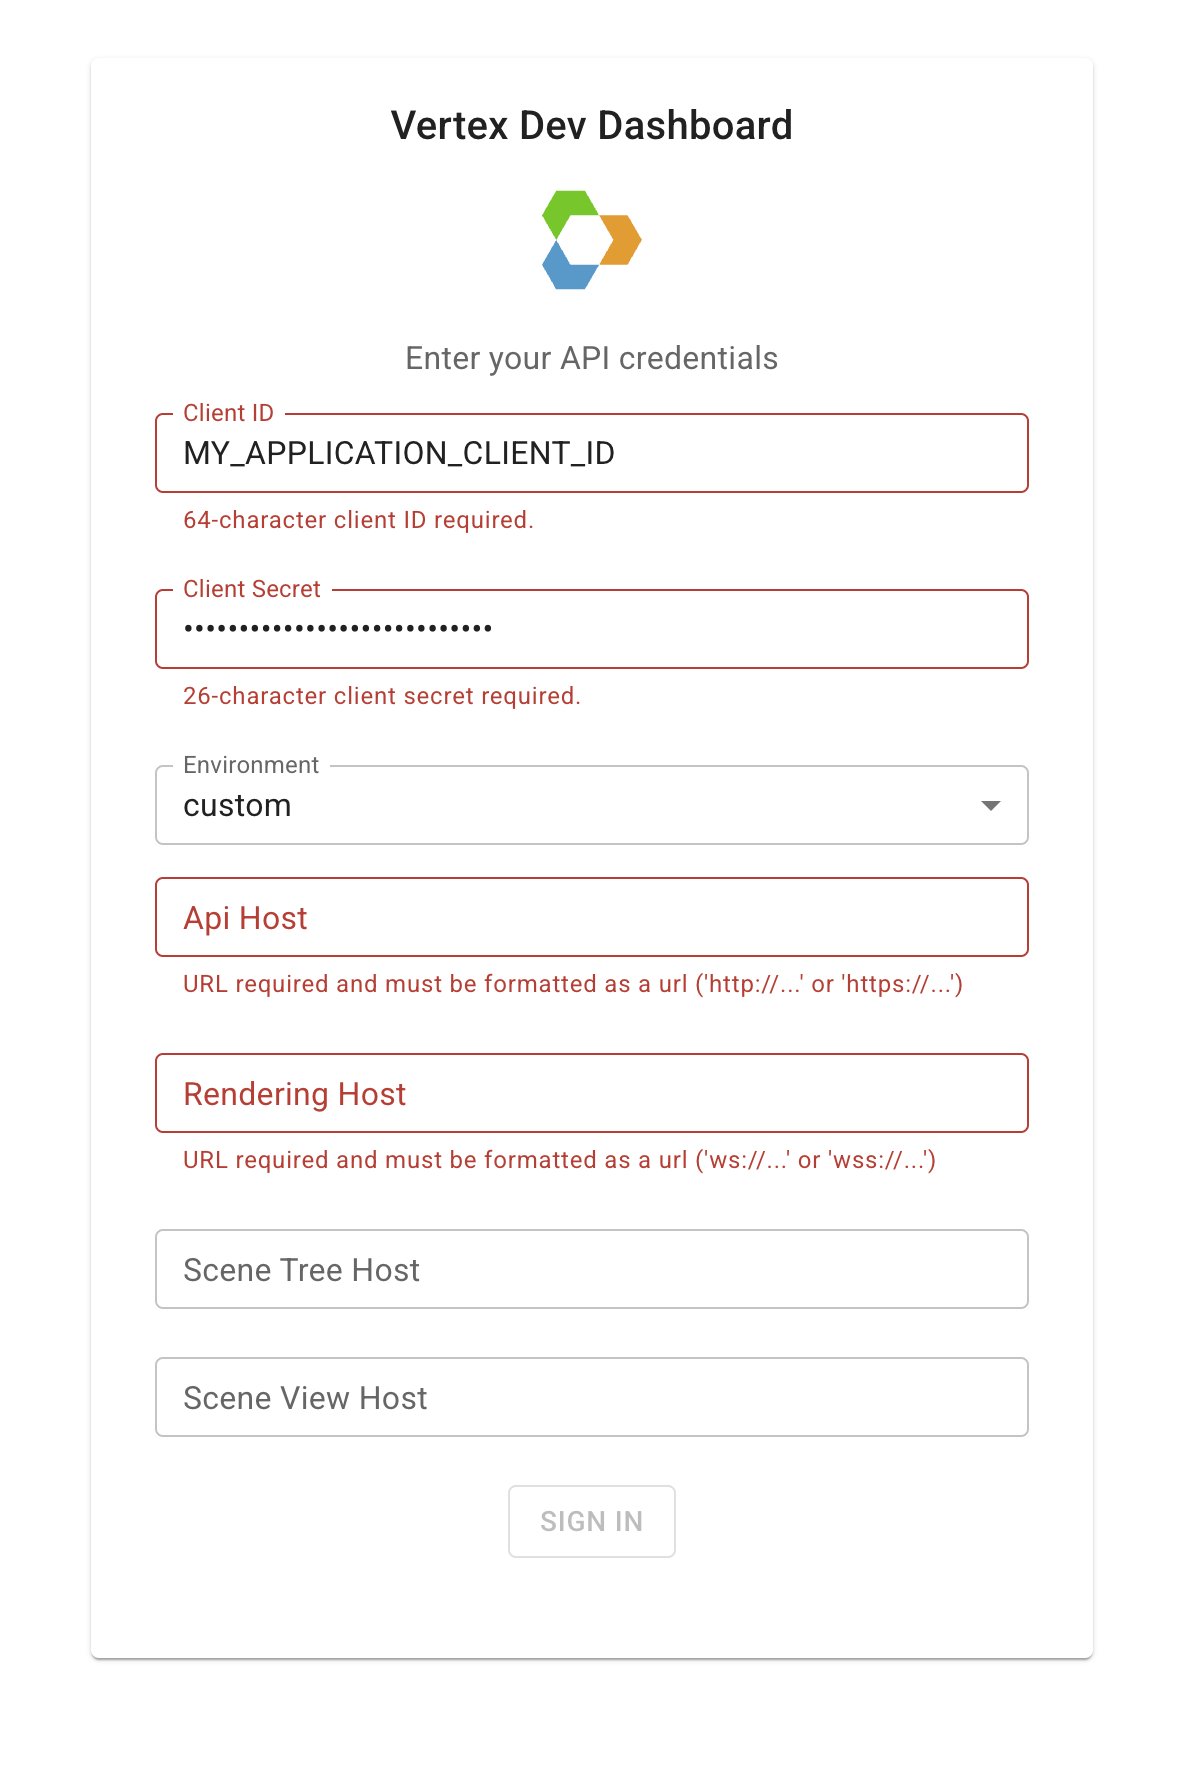 Vertex Dev Dashboard
Enter your API credentials
Client ID
MY_APPLICATION_CLIENT_ID
64-character client ID required.
Client Secret
••••••••••••••••••••••••••••
26-character client secret required.
Environment
custom
Api Host
URL required and must be formatted as a url ('http://...' or 'https://...')
Rendering Host
URL required and must be formatted as a url ('ws://...' or 'wss://...')
Scene Tree Host
Scene View Host
SIGN IN